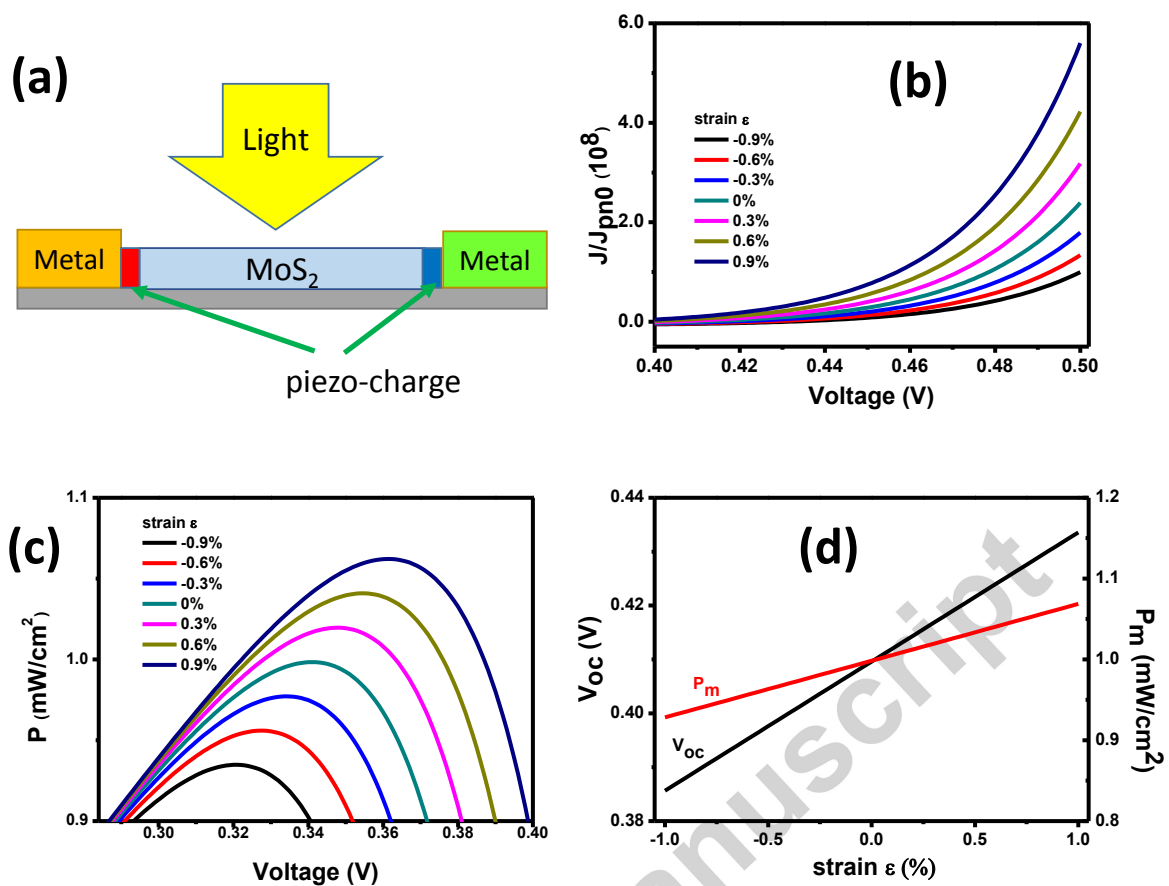 (a)
Light
Metal
MoS₂
Metal
piezo-charge
(b)
J/Jpn0 (10⁸)
6.0
4.0
2.0
0.0
strain ε
-0.9%
-0.6%
-0.3%
0%
0.3%
0.6%
0.9%
0.40 0.42 0.44 0.46 0.48 0.50
Voltage (V)
(c)
P (mW/cm²)
1.1
1.0
0.9
strain ε
-0.9%
-0.6%
-0.3%
0%
0.3%
0.6%
0.9%
0.30 0.32 0.34 0.36 0.38 0.40
Voltage (V)
(d)
Voc (V)
0.44
0.42
0.40
0.38
Pm
Voc
1.2
1.1
1.0
0.9
0.8
Pm (mW/cm²)
-1.0 -0.5 0.0 0.5 1.0
strain ε (%)
anuscript